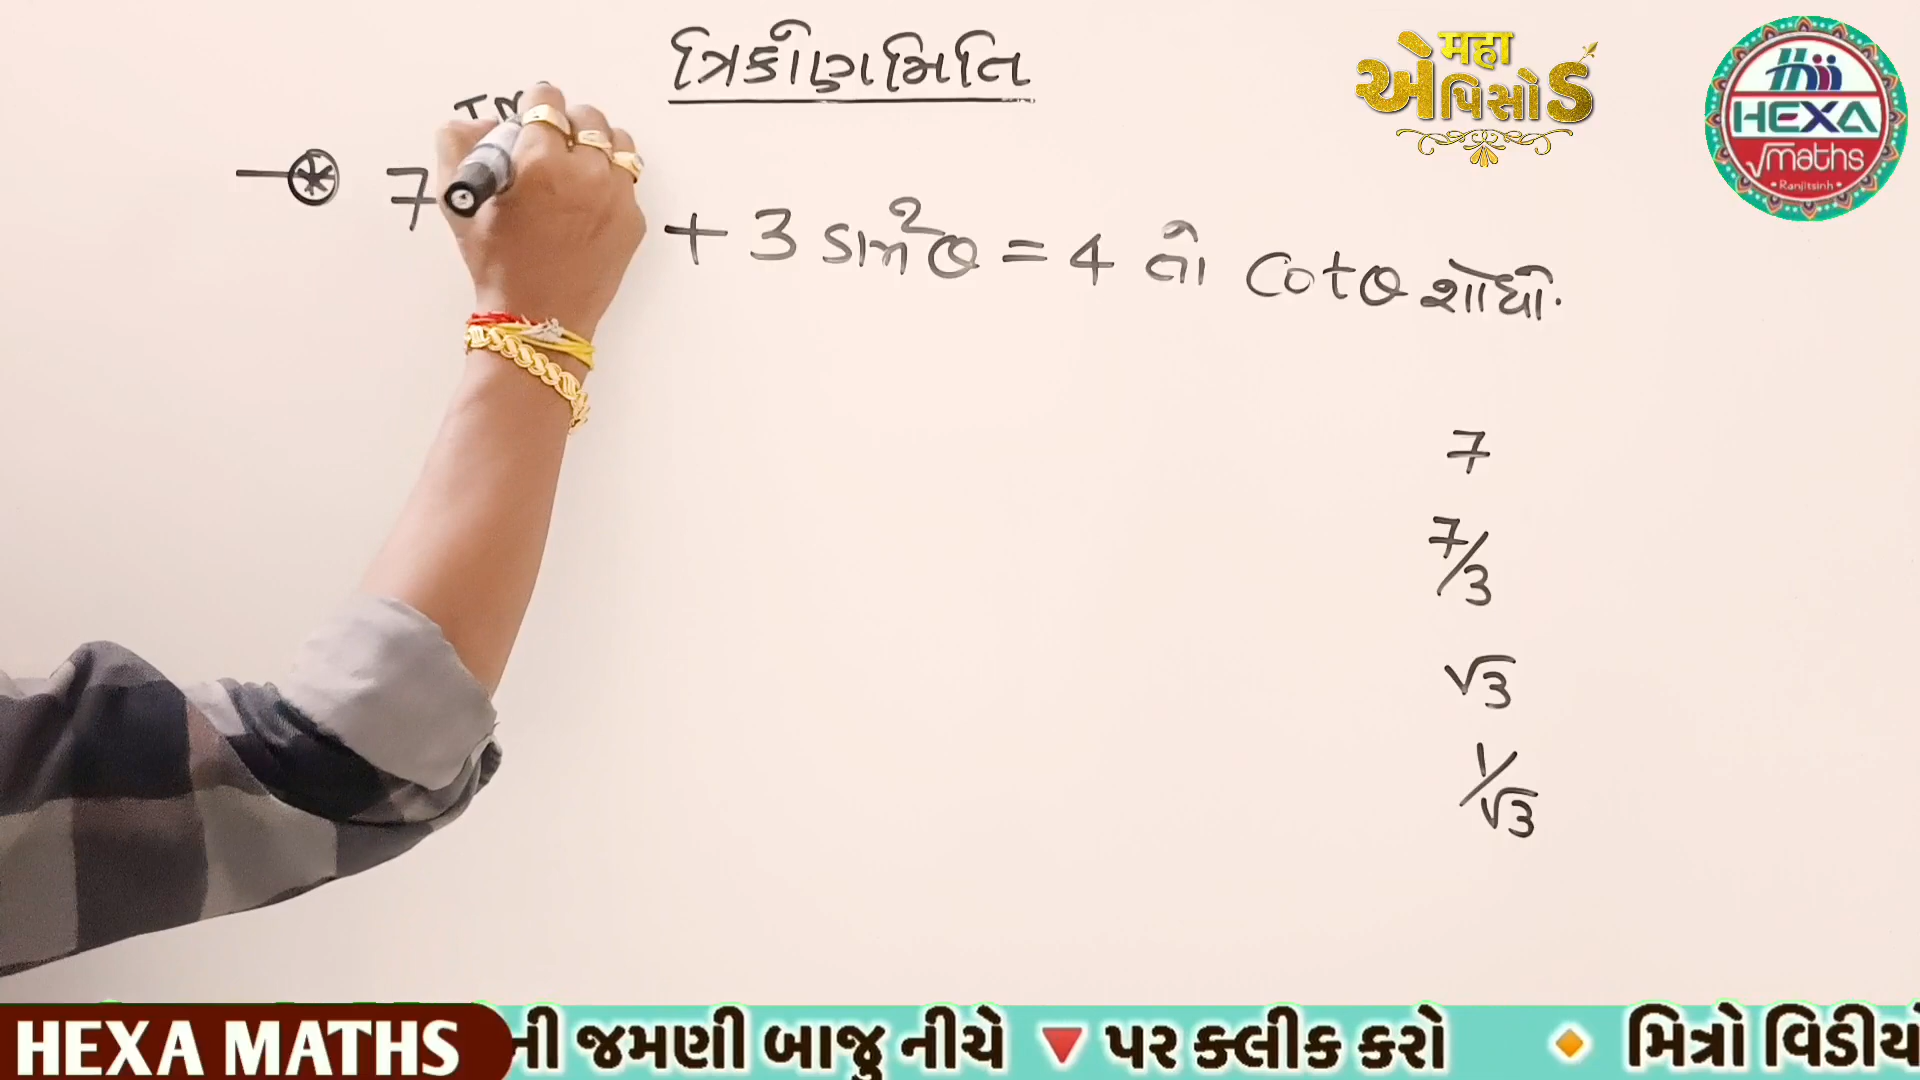 ત્રિકોણમિતિ
મહા
એપિસોડ
HEXA
√maths
Ranjitsinh
7 + 3 sin²θ = 4 તો cotθ શોધો.
7
7/3
√3
1/√3
HEXA MATHS ની જમણી બાજુ નીચે 🔻 પર ક્લીક કરો 🔸 મિત્રો